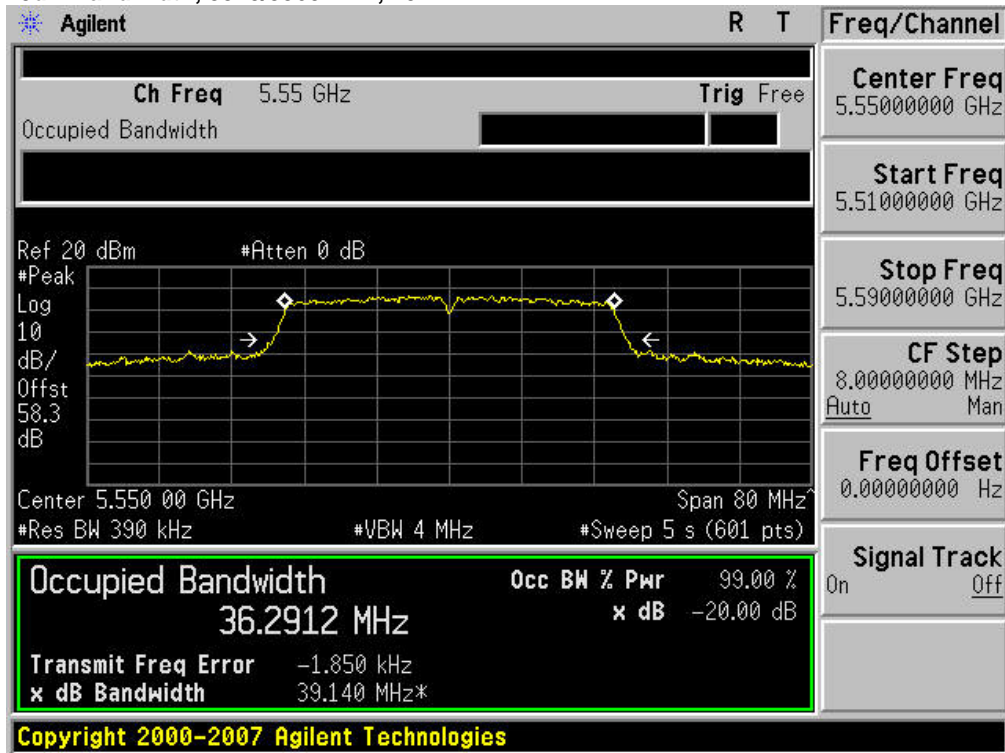 Agilent R T Freq/Channel
Ch Freq 5.55 GHz Trig Free
Occupied Bandwidth
Center Freq
5.55000000 GHz
Start Freq
5.51000000 GHz
Stop Freq
5.59000000 GHz
CF Step
8.00000000 MHz
Auto Man
Freq Offset
0.00000000 Hz
Signal Track
On Off
Ref 20 dBm #Atten 0 dB
#Peak
Log
10
dB/
Offst
58.3
dB
Center 5.550 00 GHz Span 80 MHz^
#Res BW 390 kHz #VBW 4 MHz #Sweep 5 s (601 pts)
Occupied Bandwidth Occ BW % Pwr 99.00 %
36.2912 MHz x dB -20.00 dB
Transmit Freq Error -1.850 kHz
x dB Bandwidth 39.140 MHz*
Copyright 2000-2007 Agilent Technologies